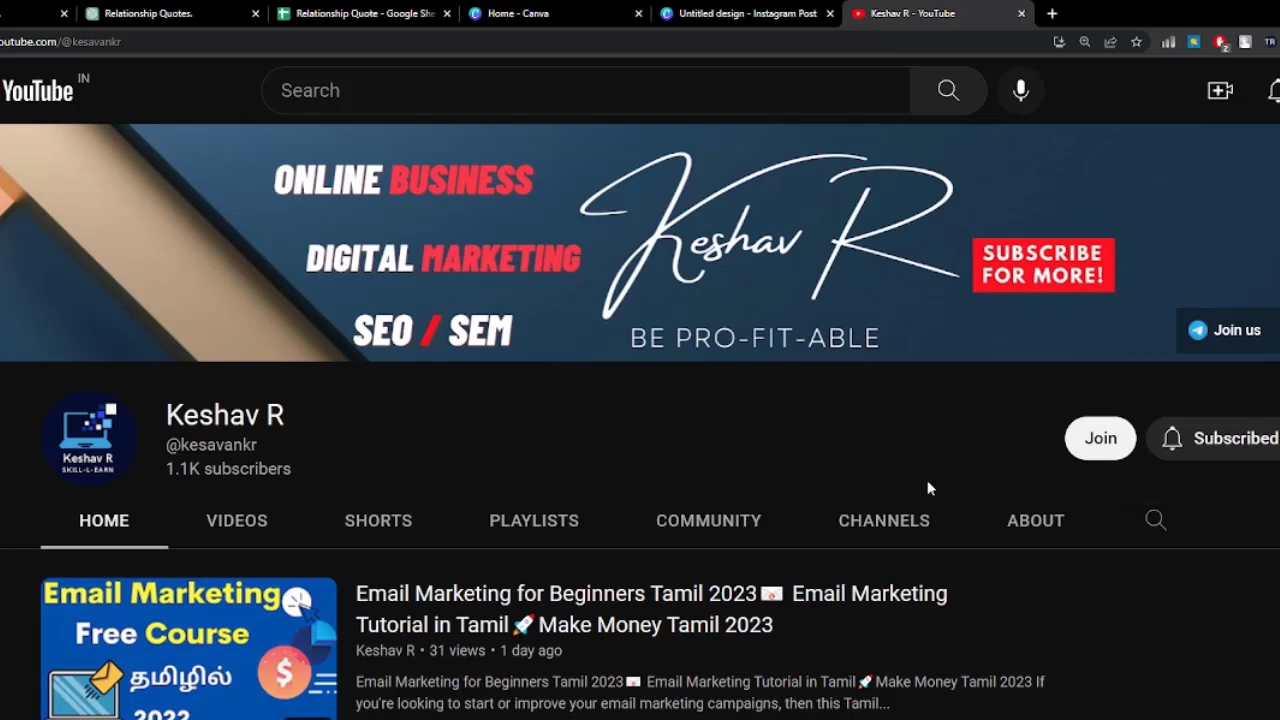 Relationship Quotes.
Relationship Quote - Google She
Home - Canva
Untitled design - Instagram Post
Keshav R - YouTube
outube.com/@kesavankr
2
TR
YouTube IN
Search
ONLINE BUSINESS
DIGITAL MARKETING
SEO / SEM
Keshav R
BE PRO-FIT-ABLE
SUBSCRIBE
FOR MORE!
Join us
Keshav R
SKILL-L-EARN
Keshav R
@kesavankr
1.1K subscribers
Join
Subscribed
HOME
VIDEOS
SHORTS
PLAYLISTS
COMMUNITY
CHANNELS
ABOUT
Email Marketing
Free Course
தமிழில்
2022
Email Marketing for Beginners Tamil 2023💌 Email Marketing
Tutorial in Tamil🚀Make Money Tamil 2023
Keshav R • 31 views • 1 day ago
Email Marketing for Beginners Tamil 2023💌 Email Marketing Tutorial in Tamil🚀Make Money Tamil 2023 If
you're looking to start or improve your email marketing campaigns, then this Tamil...